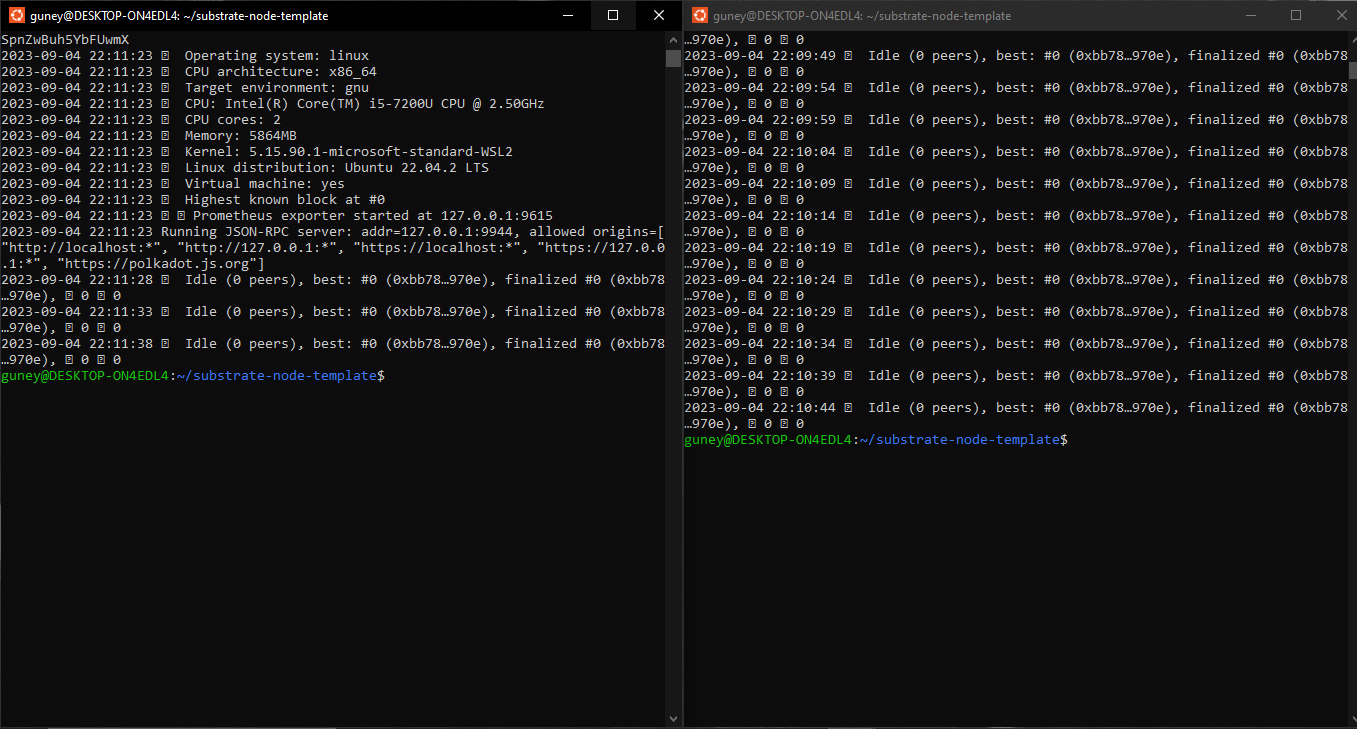 guney@DESKTOP-ON4EDL4: ~/substrate-node-template
SpnZwBuh5YbFUwmX
2023-09-04 22:11:23 Operating system: linux
2023-09-04 22:11:23 CPU architecture: x86_64
2023-09-04 22:11:23 Target environment: gnu
2023-09-04 22:11:23 CPU: Intel(R) Core(TM) i5-7200U CPU @ 2.50GHz
2023-09-04 22:11:23 CPU cores: 2
2023-09-04 22:11:23 Memory: 5864MB
2023-09-04 22:11:23 Kernel: 5.15.90.1-microsoft-standard-WSL2
2023-09-04 22:11:23 Linux distribution: Ubuntu 22.04.2 LTS
2023-09-04 22:11:23 Virtual machine: yes
2023-09-04 22:11:23 Highest known block at #0
2023-09-04 22:11:23 Prometheus exporter started at 127.0.0.1:9615
2023-09-04 22:11:23 Running JSON-RPC server: addr=127.0.0.1:9944, allowed origins=[
"http://localhost:*", "http://127.0.0.1:*", "https://localhost:*", "https://127.0.0
.1:*", "https://polkadot.js.org"]
2023-09-04 22:11:28 Idle (0 peers), best: #0 (0xbb78…970e), finalized #0 (0xbb78
…970e), 0 0
2023-09-04 22:11:33 Idle (0 peers), best: #0 (0xbb78…970e), finalized #0 (0xbb78
…970e), 0 0
2023-09-04 22:11:38 Idle (0 peers), best: #0 (0xbb78…970e), finalized #0 (0xbb78
…970e), 0 0
guney@DESKTOP-ON4EDL4:~/substrate-node-template$
guney@DESKTOP-ON4EDL4: ~/substrate-node-template
…970e), 0 0
2023-09-04 22:09:49 Idle (0 peers), best: #0 (0xbb78…970e), finalized #0 (0xbb78
…970e), 0 0
2023-09-04 22:09:54 Idle (0 peers), best: #0 (0xbb78…970e), finalized #0 (0xbb78
…970e), 0 0
2023-09-04 22:09:59 Idle (0 peers), best: #0 (0xbb78…970e), finalized #0 (0xbb78
…970e), 0 0
2023-09-04 22:10:04 Idle (0 peers), best: #0 (0xbb78…970e), finalized #0 (0xbb78
…970e), 0 0
2023-09-04 22:10:09 Idle (0 peers), best: #0 (0xbb78…970e), finalized #0 (0xbb78
…970e), 0 0
2023-09-04 22:10:14 Idle (0 peers), best: #0 (0xbb78…970e), finalized #0 (0xbb78
…970e), 0 0
2023-09-04 22:10:19 Idle (0 peers), best: #0 (0xbb78…970e), finalized #0 (0xbb78
…970e), 0 0
2023-09-04 22:10:24 Idle (0 peers), best: #0 (0xbb78…970e), finalized #0 (0xbb78
…970e), 0 0
2023-09-04 22:10:29 Idle (0 peers), best: #0 (0xbb78…970e), finalized #0 (0xbb78
…970e), 0 0
2023-09-04 22:10:34 Idle (0 peers), best: #0 (0xbb78…970e), finalized #0 (0xbb78
…970e), 0 0
2023-09-04 22:10:39 Idle (0 peers), best: #0 (0xbb78…970e), finalized #0 (0xbb78
…970e), 0 0
2023-09-04 22:10:44 Idle (0 peers), best: #0 (0xbb78…970e), finalized #0 (0xbb78
…970e), 0 0
guney@DESKTOP-ON4EDL4:~/substrate-node-template$